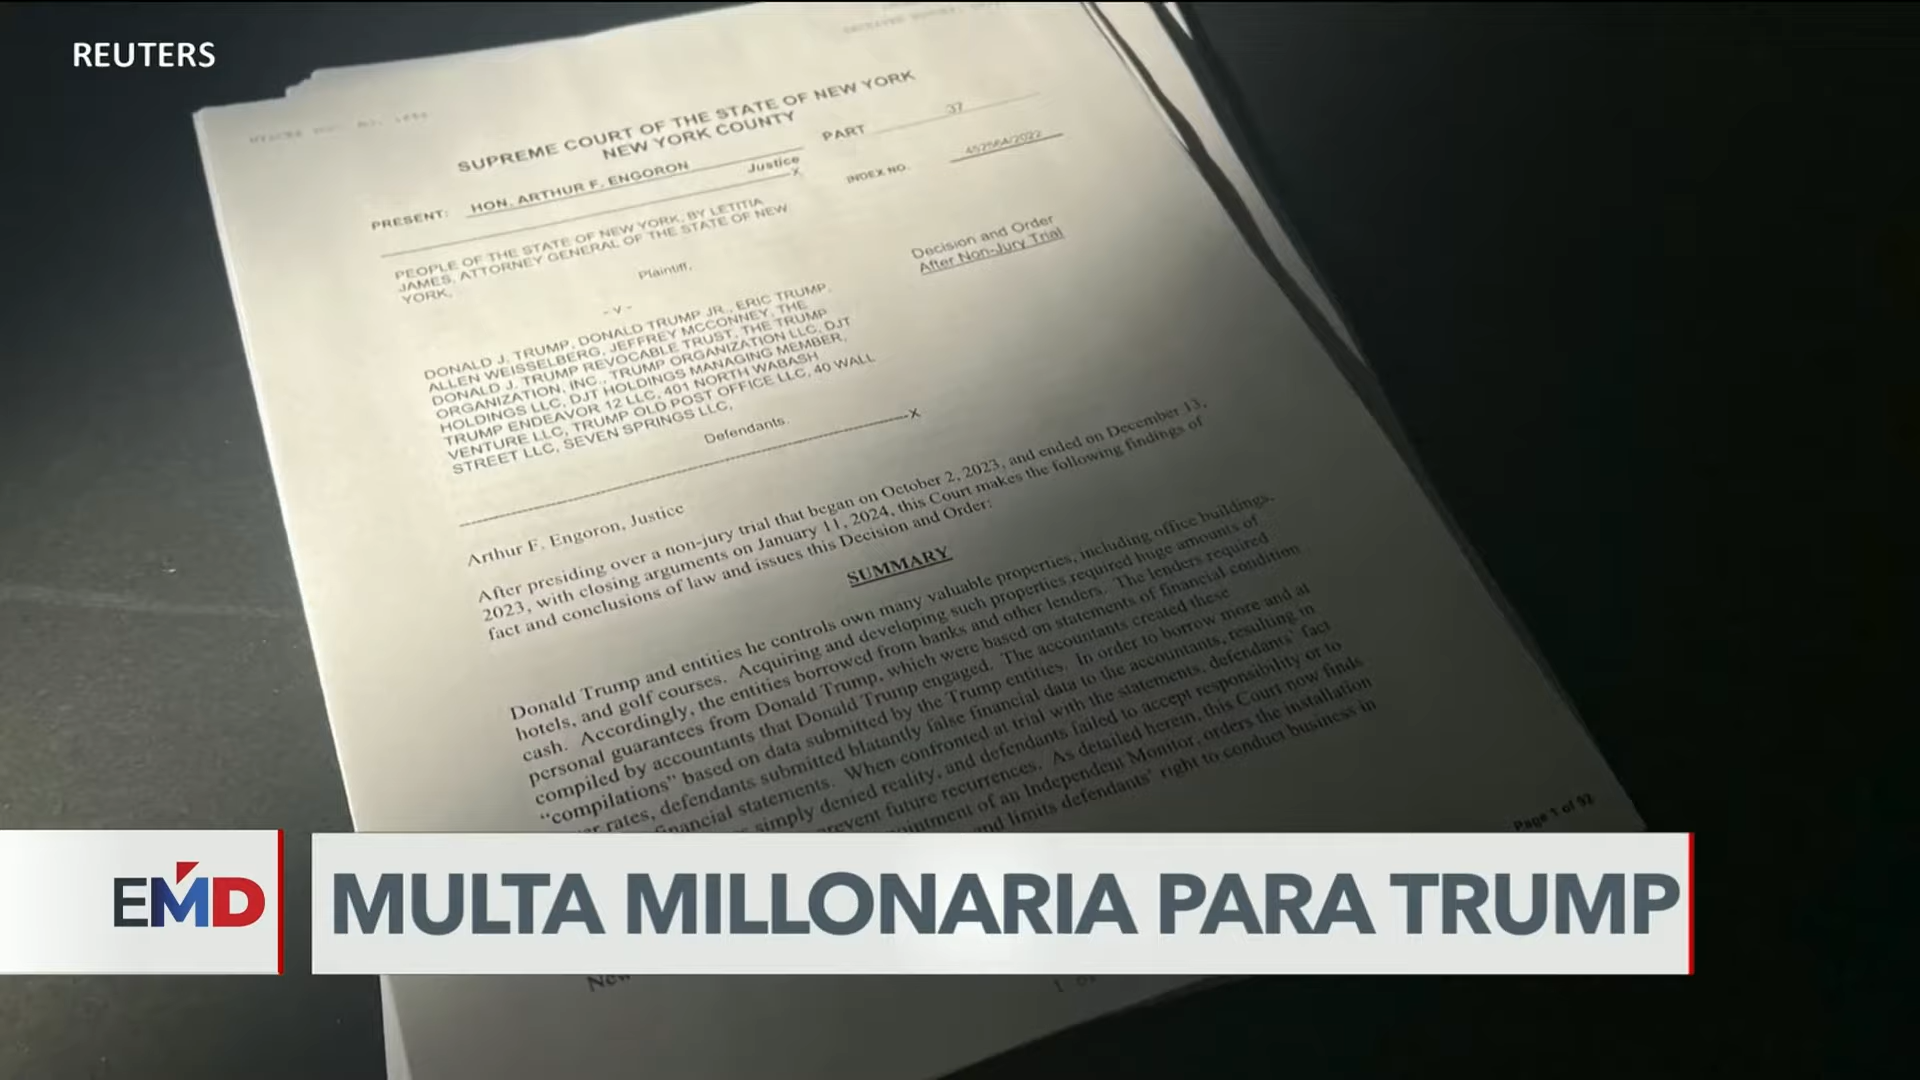 REUTERS
SUPREME COURT OF THE STATE OF NEW YORK
NEW YORK COUNTY
PRESENT: HON. ARTHUR F. ENGORON Justice
PART 37
INDEX NO. 452564/2022
PEOPLE OF THE STATE OF NEW YORK, BY LETITIA
JAMES, ATTORNEY GENERAL OF THE STATE OF NEW
YORK,
Plaintiff,
- v -
Decision and Order
After Non-Jury Trial
DONALD J. TRUMP, DONALD TRUMP JR., ERIC TRUMP,
ALLEN WEISSELBERG, JEFFREY MCCONNEY, THE
DONALD J. TRUMP REVOCABLE TRUST, THE TRUMP
ORGANIZATION, INC., TRUMP ORGANIZATION LLC, DJT
HOLDINGS LLC, DJT HOLDINGS MANAGING MEMBER,
TRUMP ENDEAVOR 12 LLC, 401 NORTH WABASH
VENTURE LLC, TRUMP OLD POST OFFICE LLC, 40 WALL
STREET LLC, SEVEN SPRINGS LLC,
Defendants.
X
Arthur F. Engoron, Justice
After presiding over a non-jury trial that began on October 2, 2023, and ended on December 13,
2023, with closing arguments on January 11, 2024, this Court makes the following findings of
fact and conclusions of law and issues this Decision and Order:
SUMMARY
Donald Trump and entities he controls own many valuable properties, including office buildings,
hotels, and golf courses. Acquiring and developing such properties required huge amounts of
cash. Accordingly, the entities borrowed from banks and other lenders. The lenders required
personal guarantees from Donald Trump, which were based on statements of financial condition
compiled by accountants that Donald Trump engaged. The accountants created these
“compilations” based on data submitted by the Trump entities. In order to borrow more and at
rates, defendants submitted blatantly false financial data to the accountants, resulting in
financial statements. When confronted at trial with the statements, defendants' fact
simply denied reality, and defendants failed to accept responsibility or to
prevent future recurrences. As detailed herein, this Court now finds
of an Independent Monitor, orders the installation
and limits defendants' right to conduct business in
Page 1 of 92
EMD
MULTA MILLONARIA PARA TRUMP